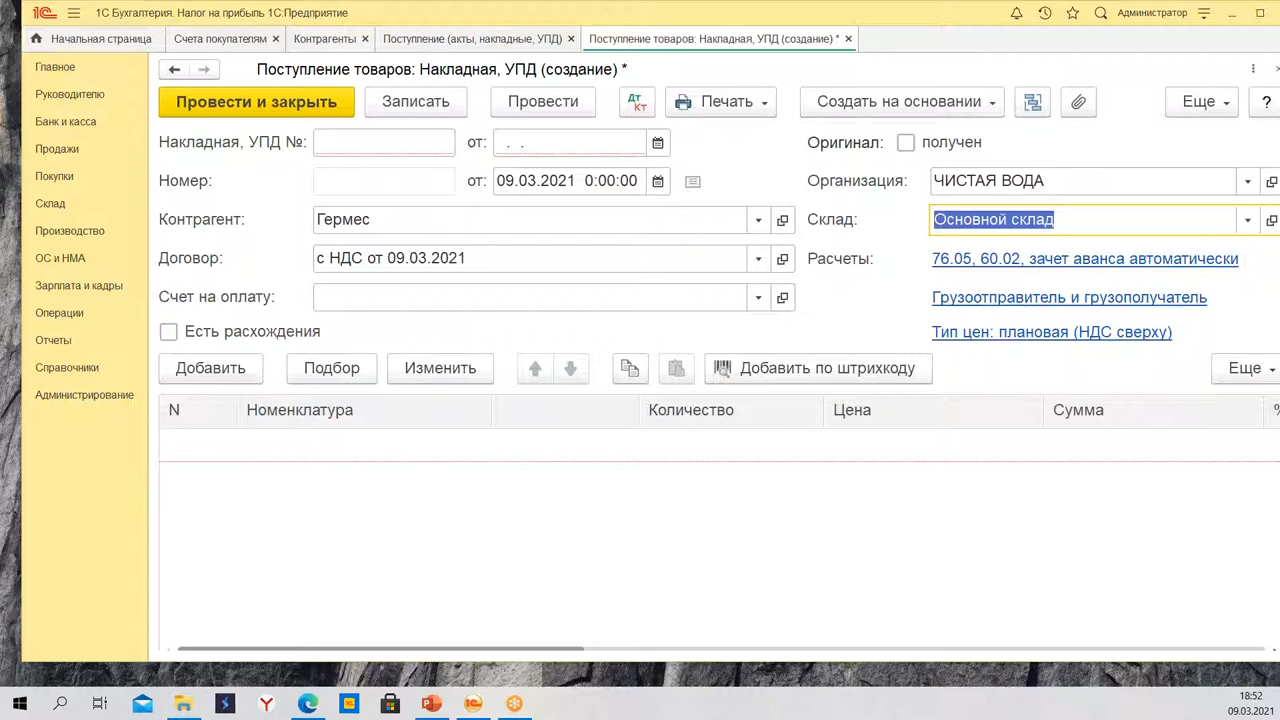 1С Бухгалтерия. Налог на прибыль 1С:Предприятие
Администратор
Начальная страница
Счета покупателям ×
Контрагенты ×
Поступление (акты, накладные, УПД) ×
Поступление товаров: Накладная, УПД (создание) * ×
Главное
Руководителю
Банк и касса
Продажи
Покупки
Склад
Производство
ОС и НМА
Зарплата и кадры
Операции
Отчеты
Справочники
Администрирование
Поступление товаров: Накладная, УПД (создание) *
Провести и закрыть
Записать
Провести
Дт Кт
Печать
Создать на основании
Еще
?
Накладная, УПД №:
от: . .
Оригинал: получен
Номер:
от: 09.03.2021 0:00:00
Организация: ЧИСТАЯ ВОДА
Контрагент: Гермес
Склад: Основной склад
Договор: с НДС от 09.03.2021
Расчеты: 76.05, 60.02, зачет аванса автоматически
Счет на оплату:
Грузоотправитель и грузополучатель
Есть расхождения
Тип цен: плановая (НДС сверху)
Добавить
Подбор
Изменить
Добавить по штрихкоду
Еще
N Номенклатура Количество Цена Сумма %
18:52
09.03.2021